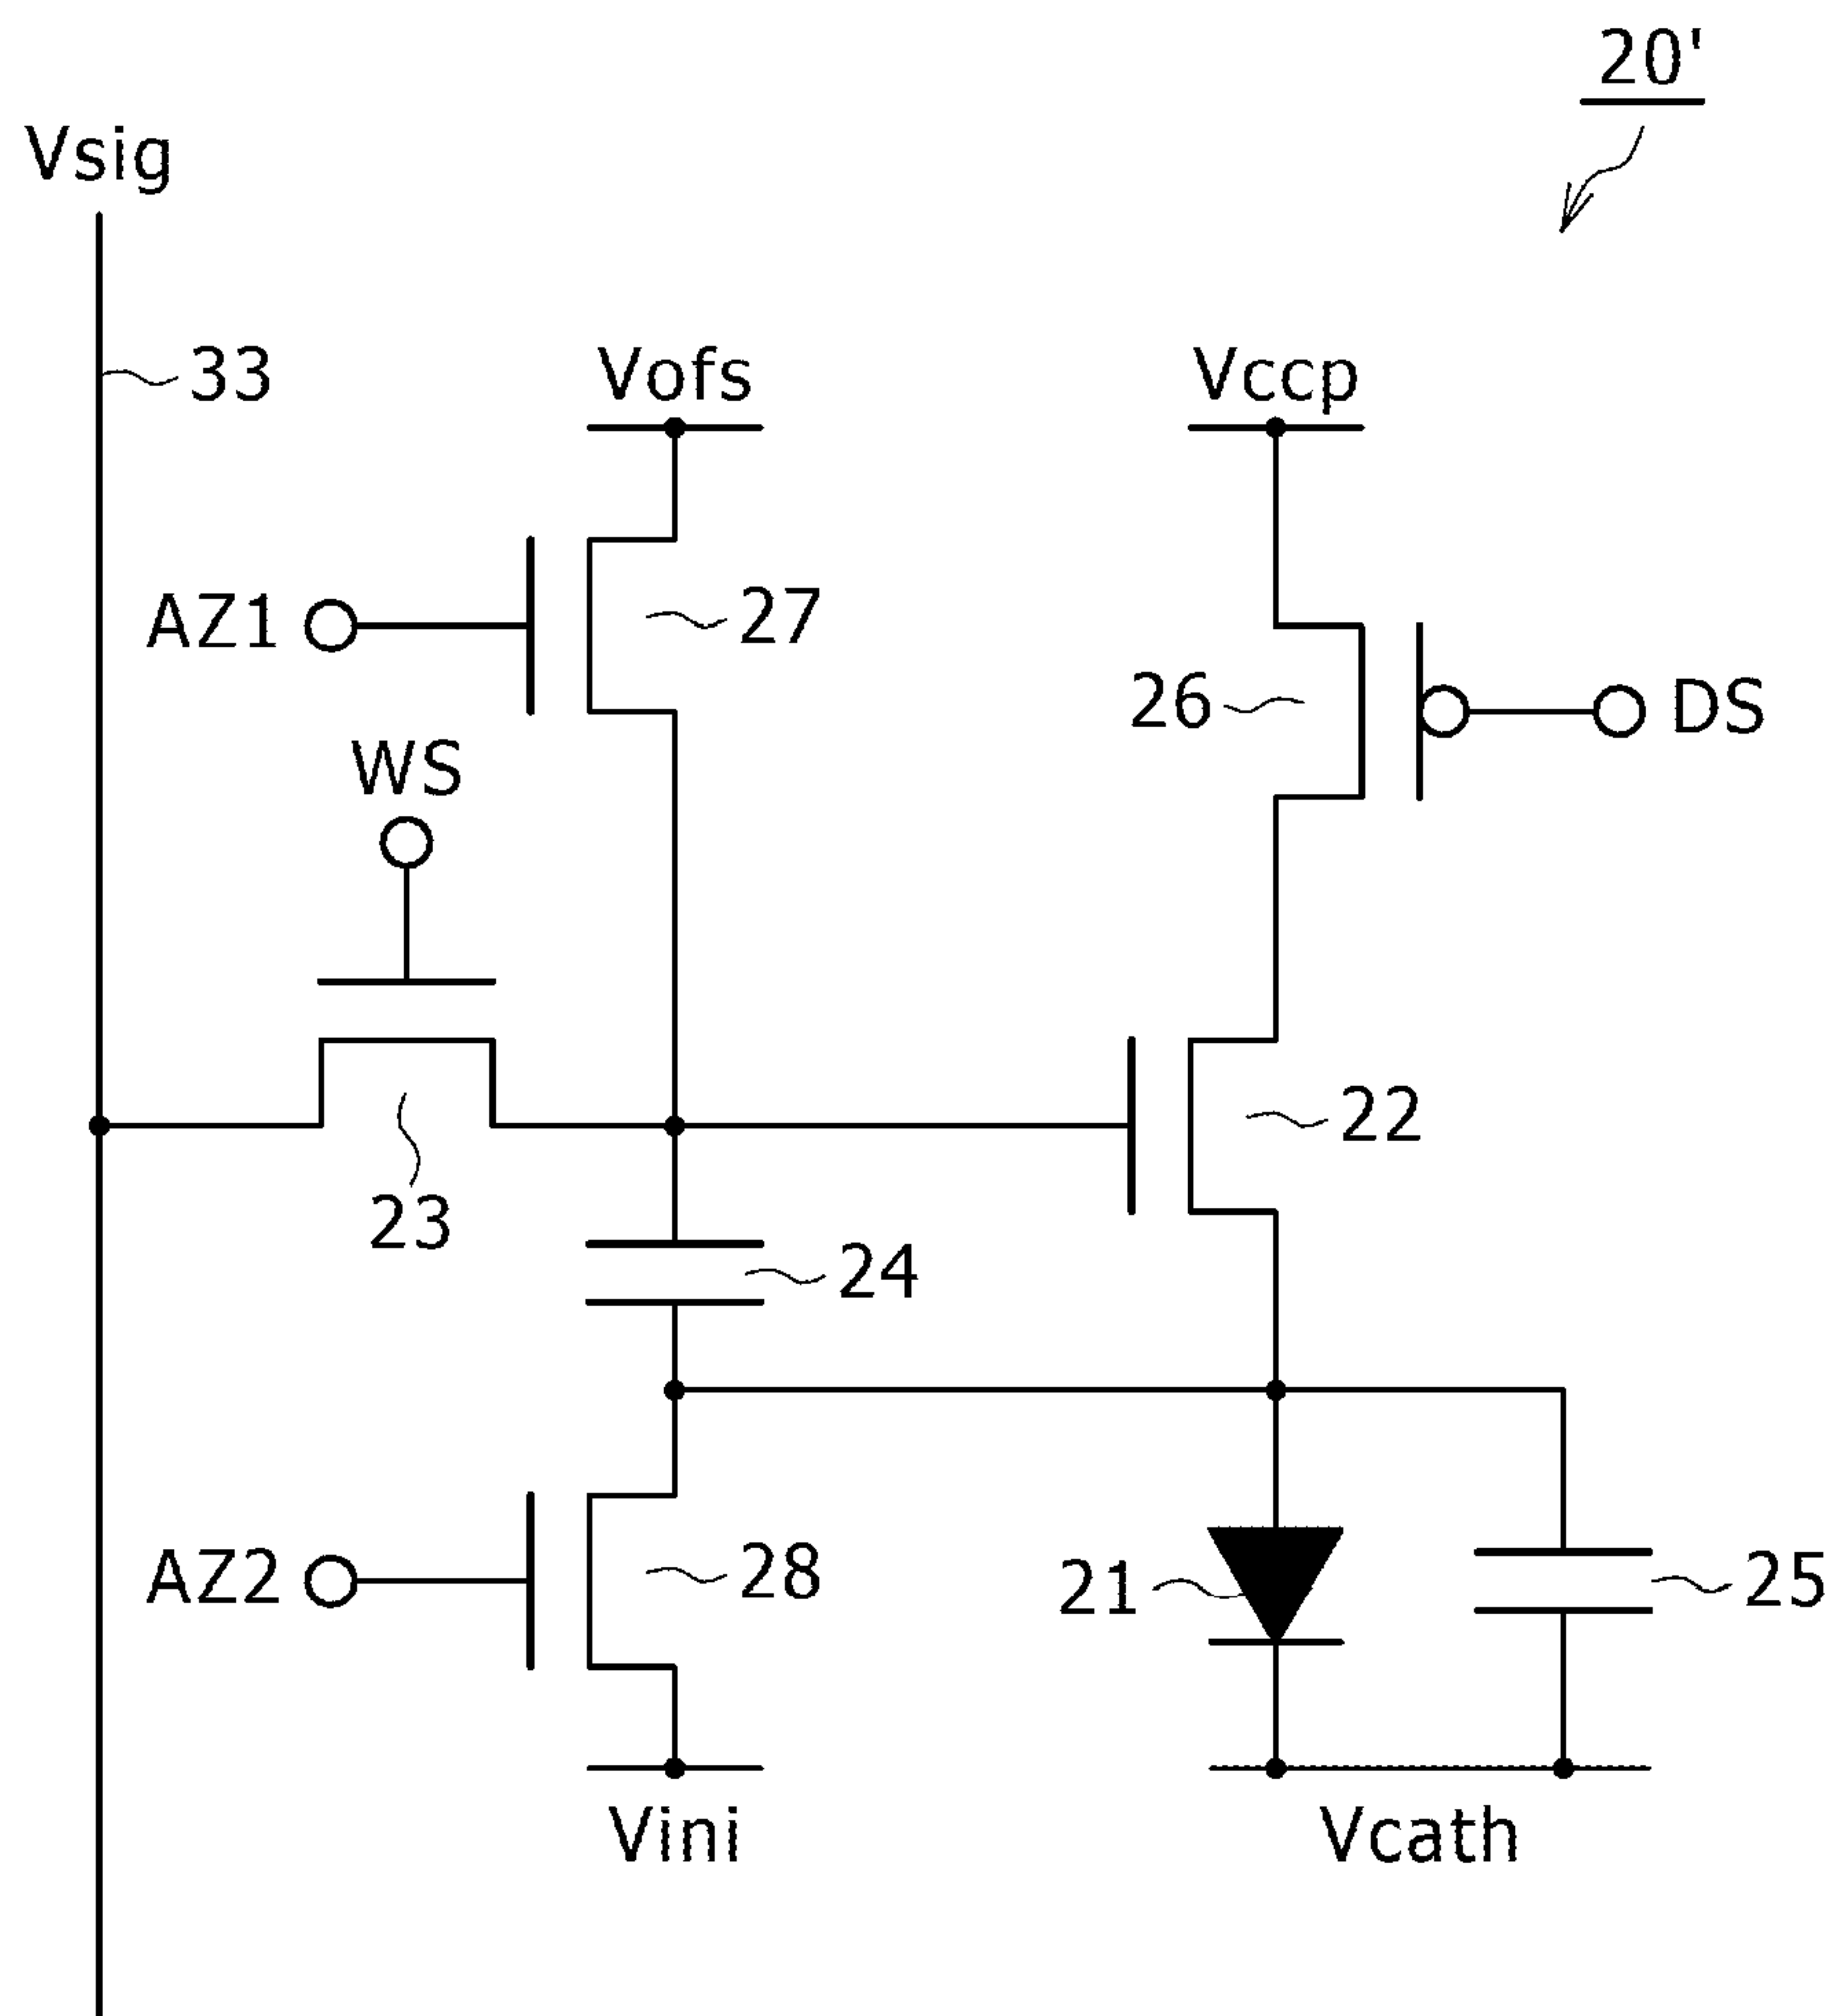 20'
Vsig
33
Vofs
Vccp
AZ1
27
26
DS
WS
22
23
24
AZ2
28
21
25
Vini
Vcath